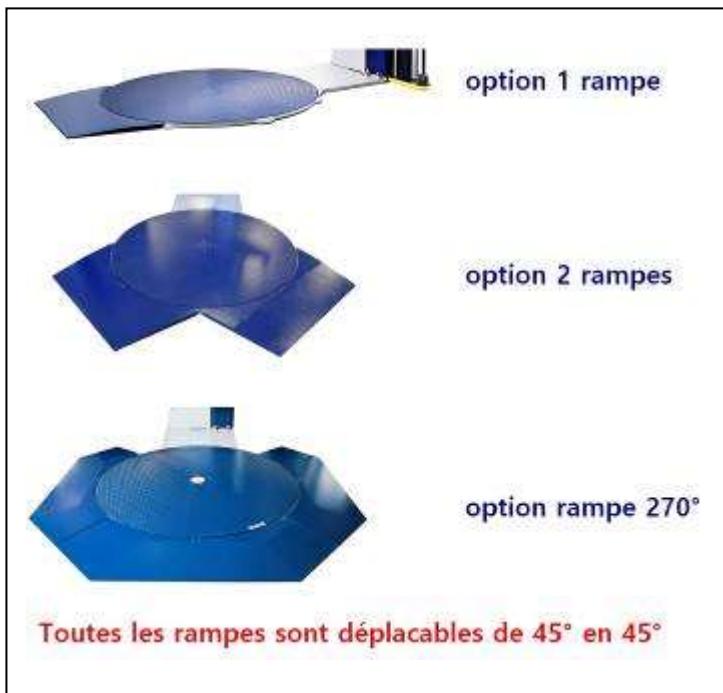 option 1 rampe
option 2 rampes
option rampe 270°
Toutes les rampes sont déplacables de 45° en 45°